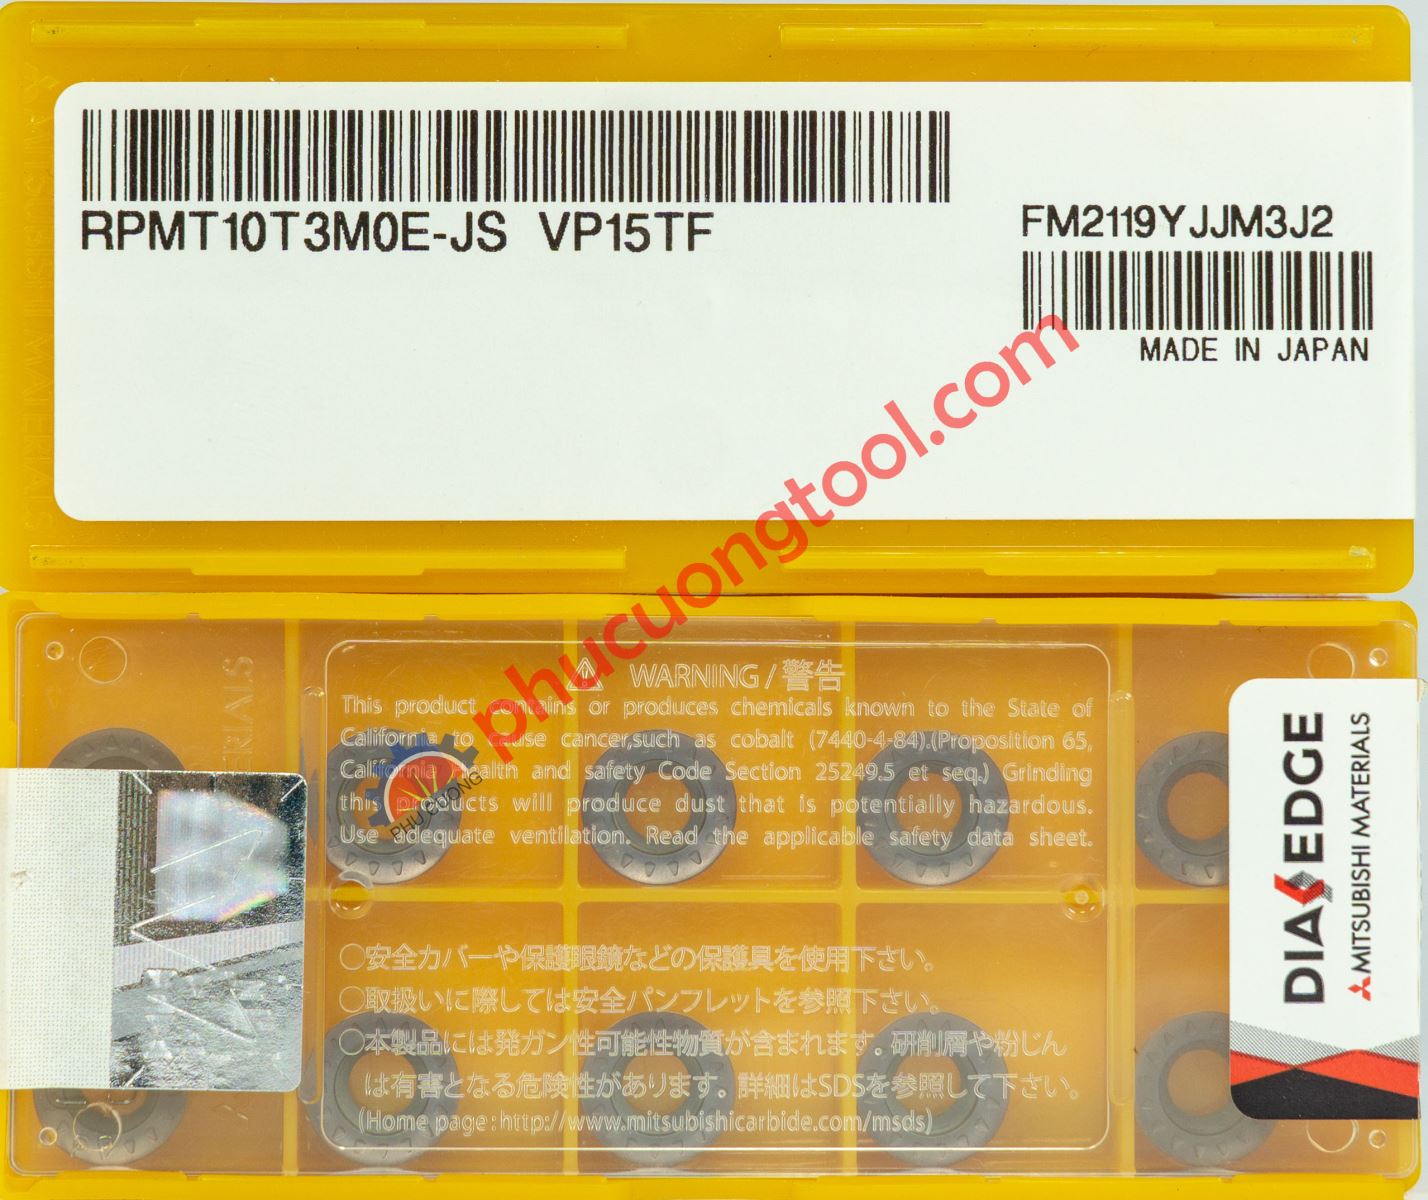 RPMT10T3M0E-JS VP15TF
FM2119YJJM3J2
MADE IN JAPAN
phucuongtool.com
MITSUBISHI MATERIALS
⚠ WARNING / 警告
This product contains or produces chemicals known to the State of
California to cause cancer,such as cobalt (7440-4-84).(Proposition 65,
California Health and safety Code Section 25249.5 et seq.) Grinding
this products will produce dust that is potentially hazardous.
Use adequate ventilation. Read the applicable safety data sheet.
PHU CUONG
○安全カバーや保護眼鏡などの保護具を使用下さい。
○取扱いに際しては安全パンフレットを参照下さい。
○本製品には発ガン性可能性物質が含まれます。研削屑や粉じん
は有害となる危険性があります。詳細はSDSを参照して下さい。
(Home page : http://www.mitsubishicarbide.com/msds)
DIAEDGE
MITSUBISHI MATERIALS